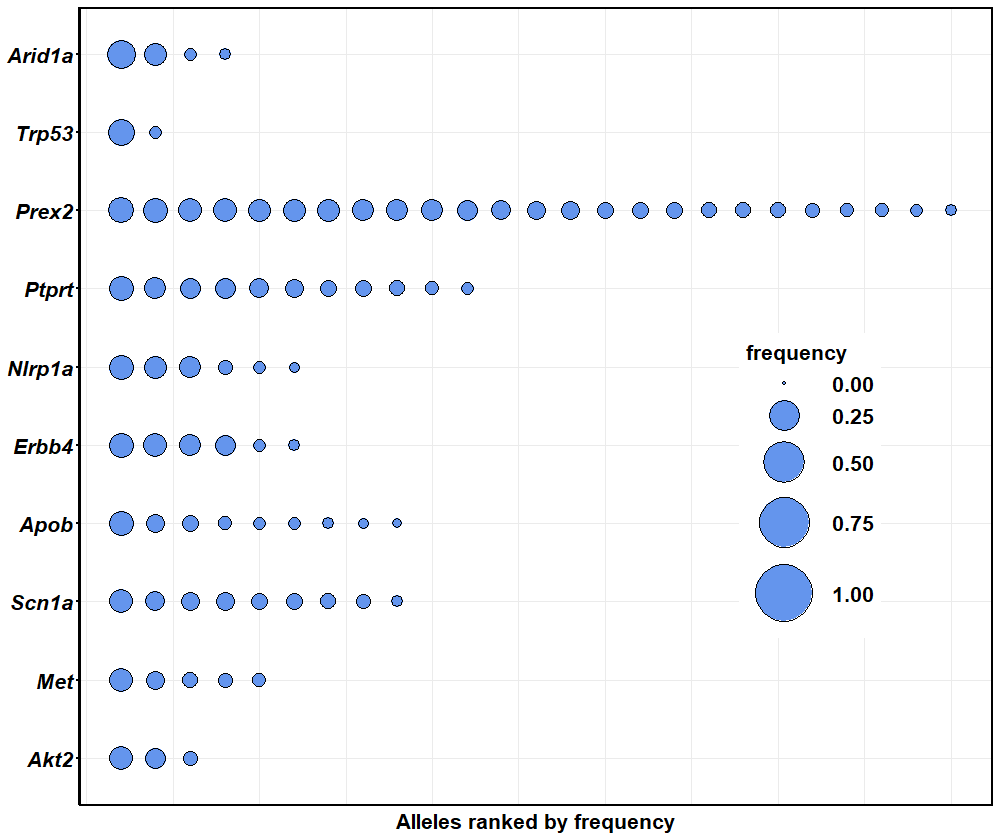 Arid1a
Trp53
Prex2
Ptprt
Nlrp1a
Erbb4
Apob
Scn1a
Met
Akt2
frequency
0.00
0.25
0.50
0.75
1.00
Alleles ranked by frequency